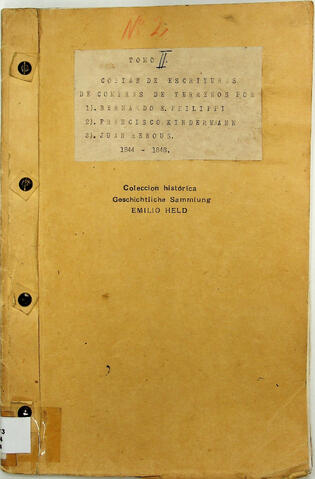 Nº 2
TOMO II.
COPIAS DE ESCRITURAS
DE COMPRAS DE TERRENOS POR
1). BERNARDO E. PHILIPPI
2). FRANCISCO KINDERMANN
3). JUAN RENOUS.
1844 - 1848.
Coleccion histórica
Geschichtliche Sammlung
EMILIO HELD